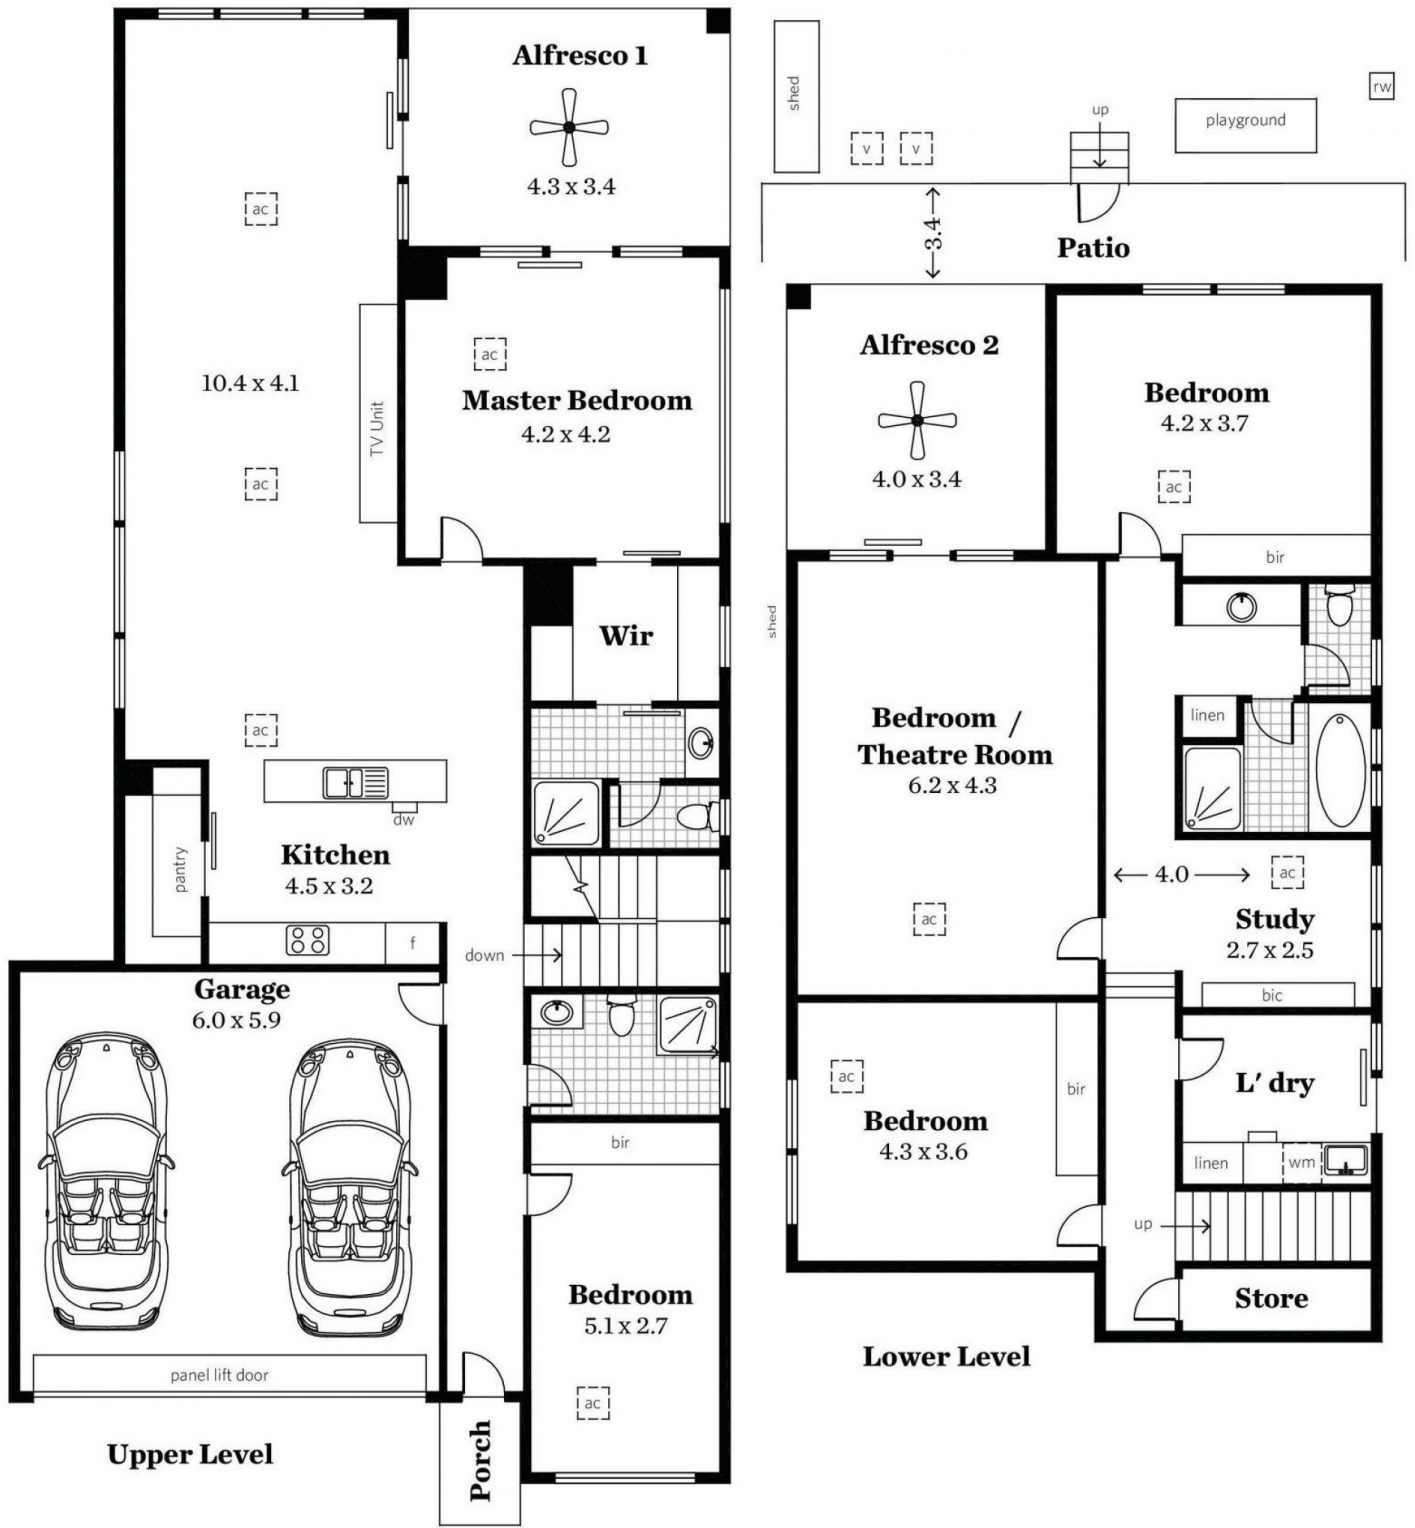 Alfresco 1
4.3 x 3.4
ac
10.4 x 4.1
TV Unit
ac
Master Bedroom
4.2 x 4.2
ac
Wir
ac
dw
Kitchen
4.5 x 3.2
pantry
f
down
Garage
6.0 x 5.9
bir
Bedroom
5.1 x 2.7
ac
panel lift door
Porch
Upper Level
shed
v
v
up
playground
rw
3.4
Patio
Alfresco 2
4.0 x 3.4
Bedroom
4.2 x 3.7
ac
bir
shed
Bedroom /
Theatre Room
6.2 x 4.3
ac
linen
4.0
ac
Study
2.7 x 2.5
bic
ac
Bedroom
4.3 x 3.6
bir
L' dry
linen
wm
up
Store
Lower Level